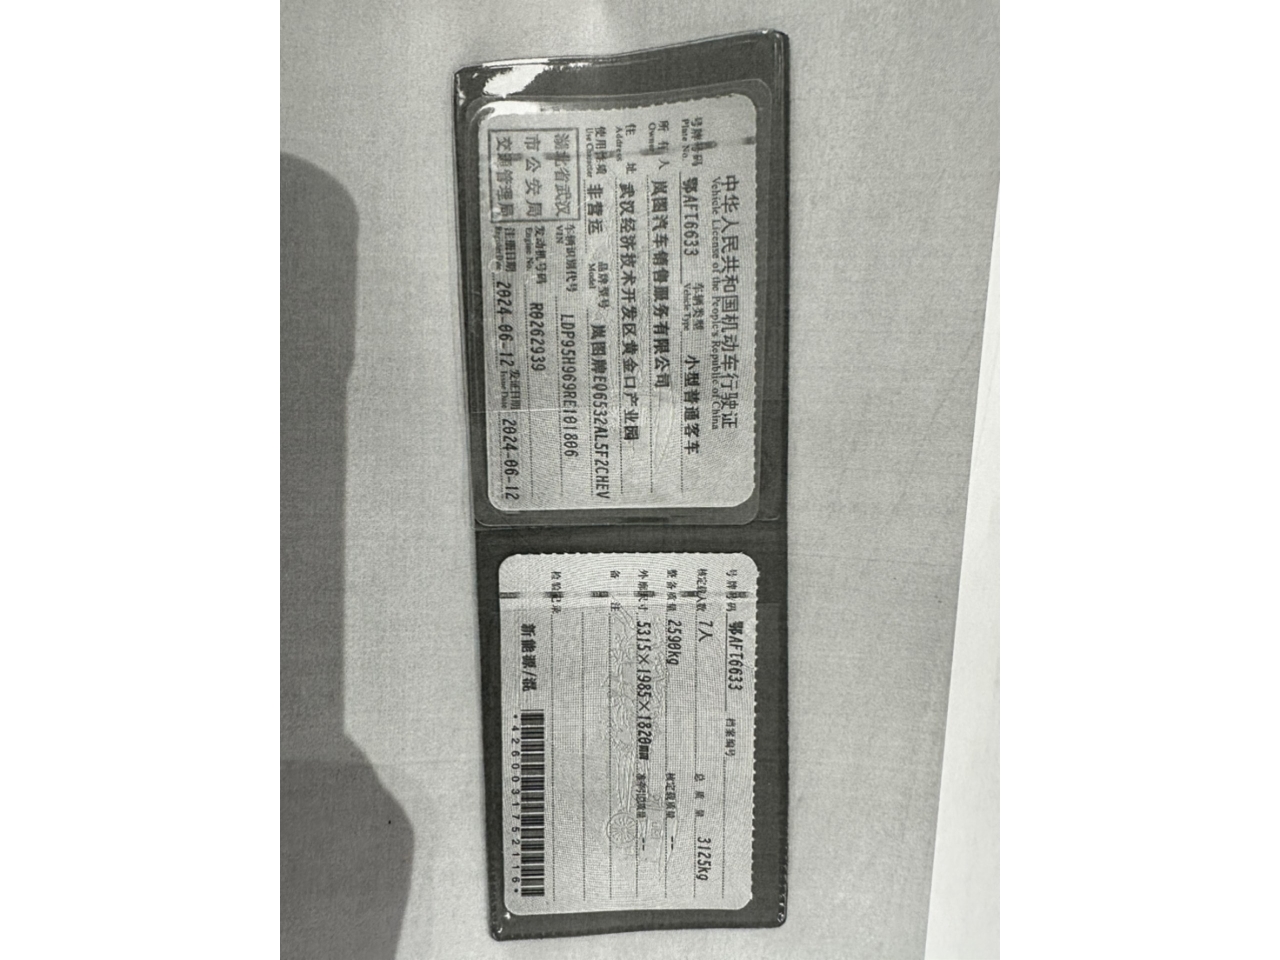 中华人民共和国机动车行驶证
Vehicle License of the People's Republic of China
号牌号码 鄂AFT6633 车辆类型 小型普通客车
Plate No. Vehicle Type
所有人 岚图汽车销售服务有限公司
Owner
住址 武汉经济技术开发区黄金口产业园
Address
使用性质 非营运 品牌型号 岚图牌EQ6532AL5F2CHEV
Use Character Model
湖北省武汉 车辆识别代号 LDP95H969RE101806
VIN
市公安局 发动机号码 R0262939
Engine No.
交通管理局 注册日期 2024-06-12 发证日期 2024-06-12
Register Date Issue Date
号牌号码 鄂AFT6633 档案编号
核定载人数 7人 总质量 3125kg
整备质量 2590kg 核定载质量 --
外廓尺寸 5315×1985×1820mm 准牵引总质量 --
备注
检验记录
新能源/混
*4260031752116*